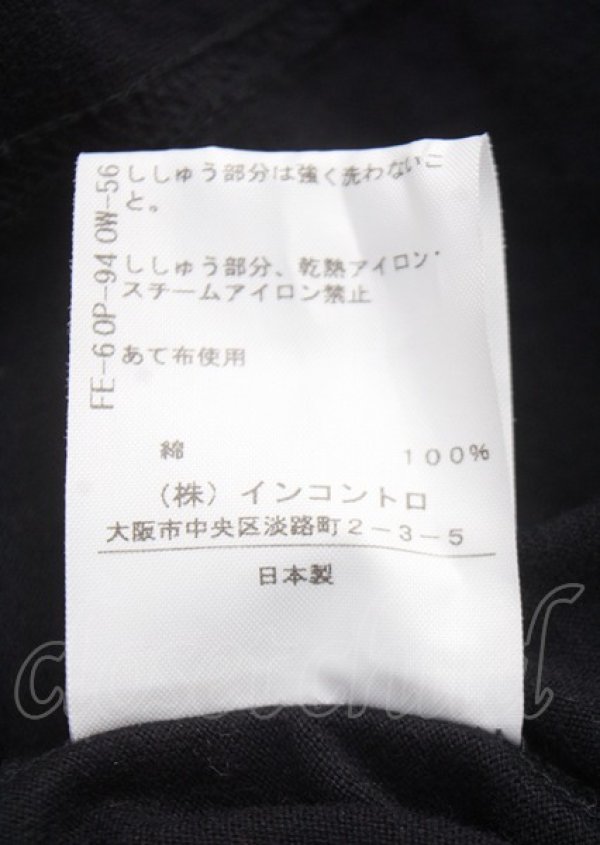 ししゅう部分は強く洗わないこ
と。
ししゅう部分、乾熱アイロン・
スチームアイロン禁止
あて布使用
FE-6 OP-94 OW-56
綿 100%
(株)インコントロ
大阪市中央区淡路町2-3-5
日本製